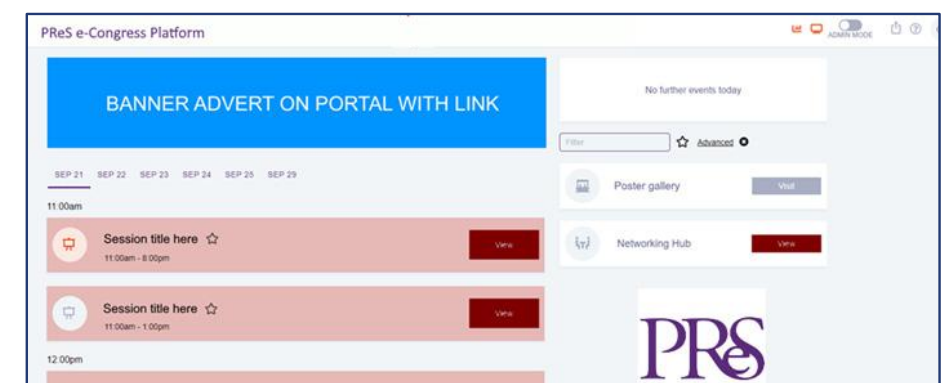 PReS e-Congress Platform
ADMIN MODE
BANNER ADVERT ON PORTAL WITH LINK
No further events today
Filter
Advanced
SEP 21 SEP 22 SEP 23 SEP 24 SEP 25 SEP 29
11:00am
Session title here
11:00am - 8:00pm
View
Session title here
11:00am - 1:00pm
View
12:00pm
Poster gallery
Visit
Networking Hub
View
PReS